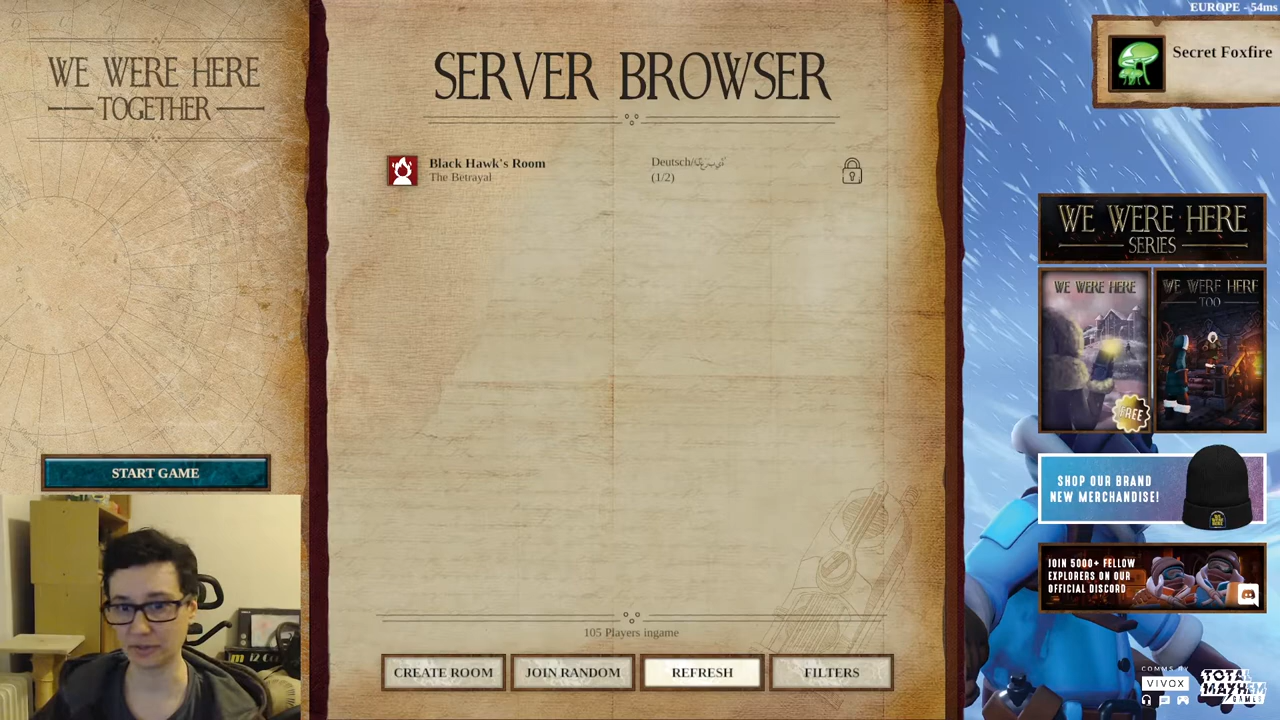 EUROPE - 54ms
WE WERE HERE
TOGETHER
SERVER BROWSER
Secret Foxfire
Black Hawk's Room
The Betrayal
Deutsch/
(1/2)
WE WERE HERE
SERIES
WE WERE HERE
FREE
WE WERE HERE
TOO
START GAME
SHOP OUR BRAND
NEW MERCHANDISE!
JOIN 5000+ FELLOW
EXPLORERS ON OUR
OFFICIAL DISCORD
105 Players ingame
CREATE ROOM
JOIN RANDOM
REFRESH
FILTERS
COMMS BY
VIVOX
TOTAL
MAYHEM
GAMES